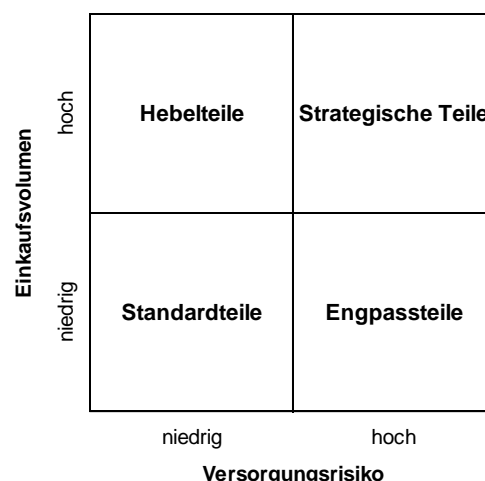 Einkaufsvolumen
hoch
niedrig
Hebelteile
Strategische Teile
Standardteile
Engpassteile
niedrig
hoch
Versorgungsrisiko